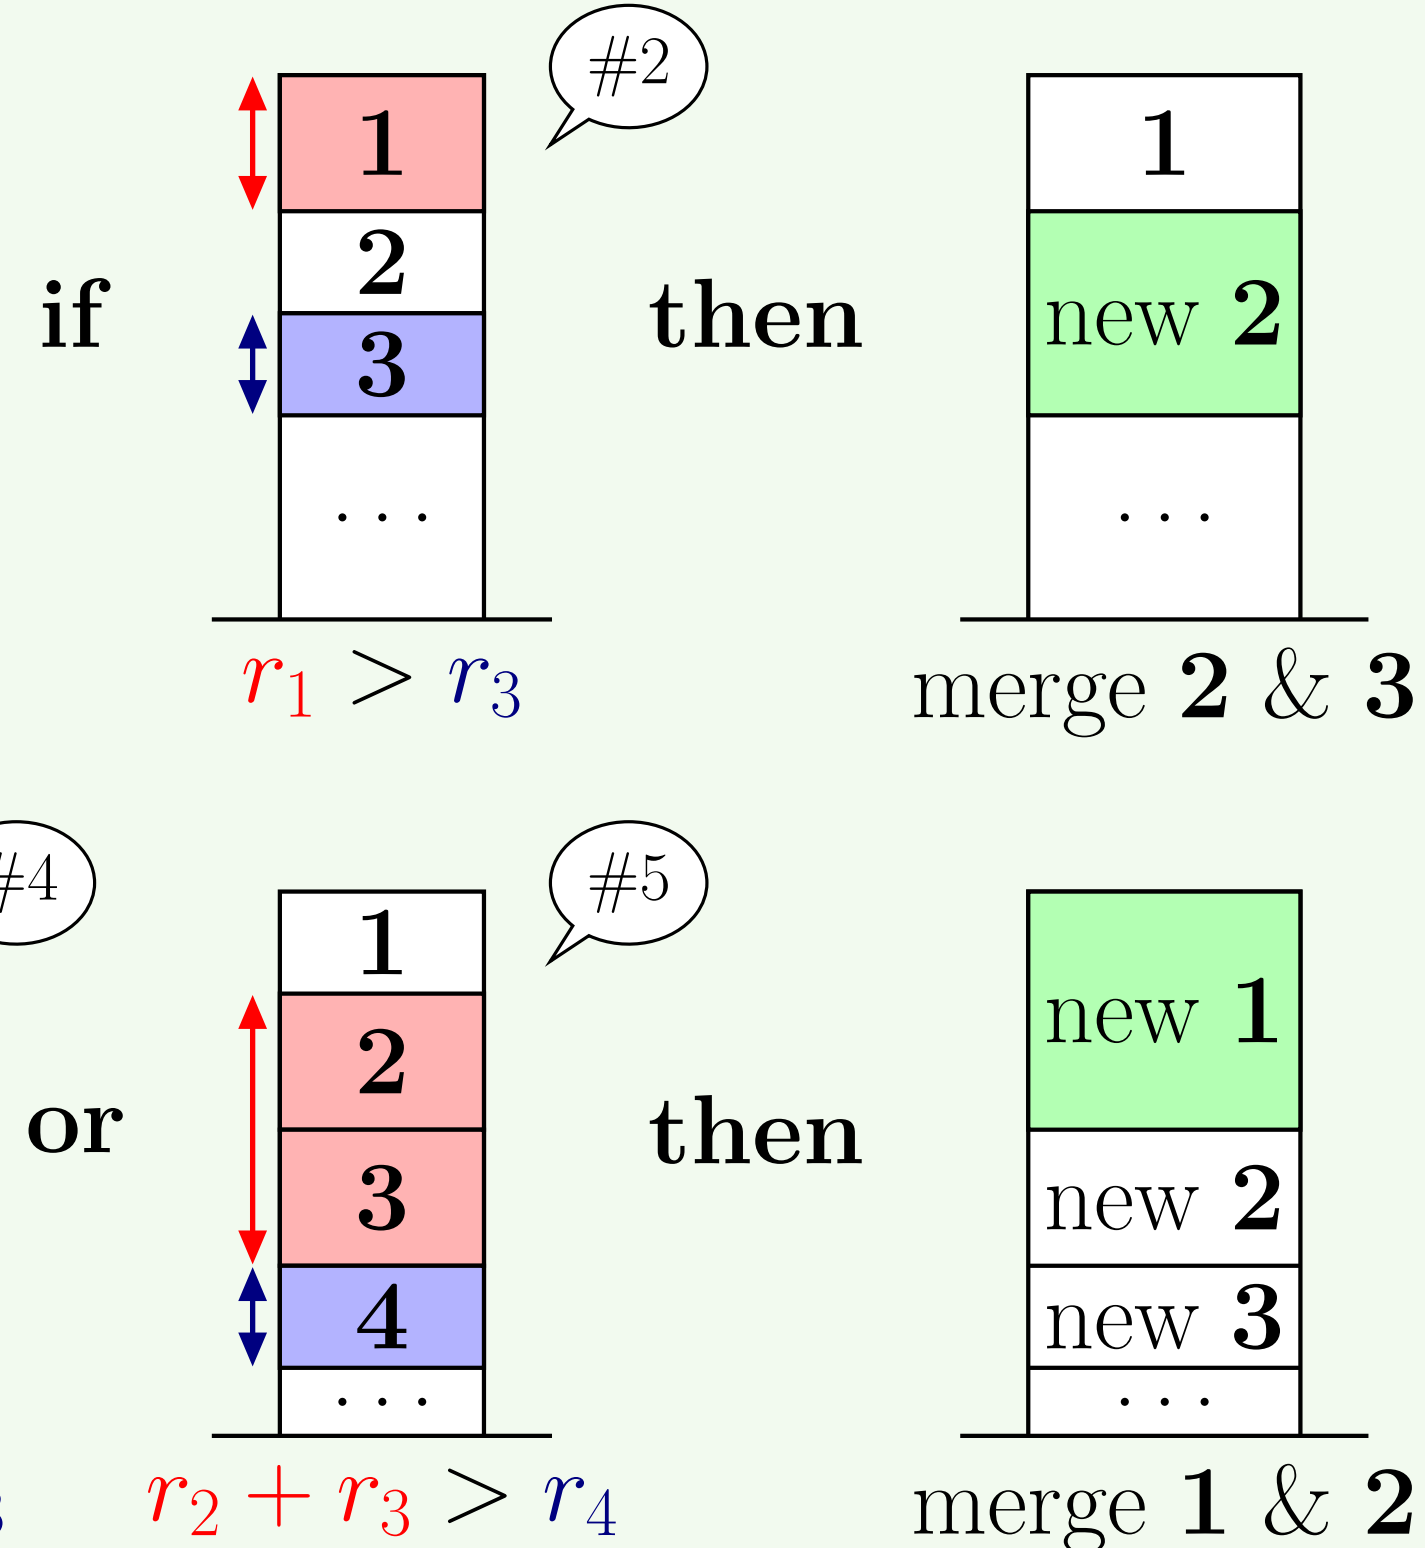 #2
1
2
3
. . .
if
then
1
new 2
. . .
r₁ > r₃
merge 2 & 3
#4
#5
or
1
2
3
4
. . .
then
new 1
new 2
new 3
. . .
r₂ + r₃ > r₄
merge 1 & 2